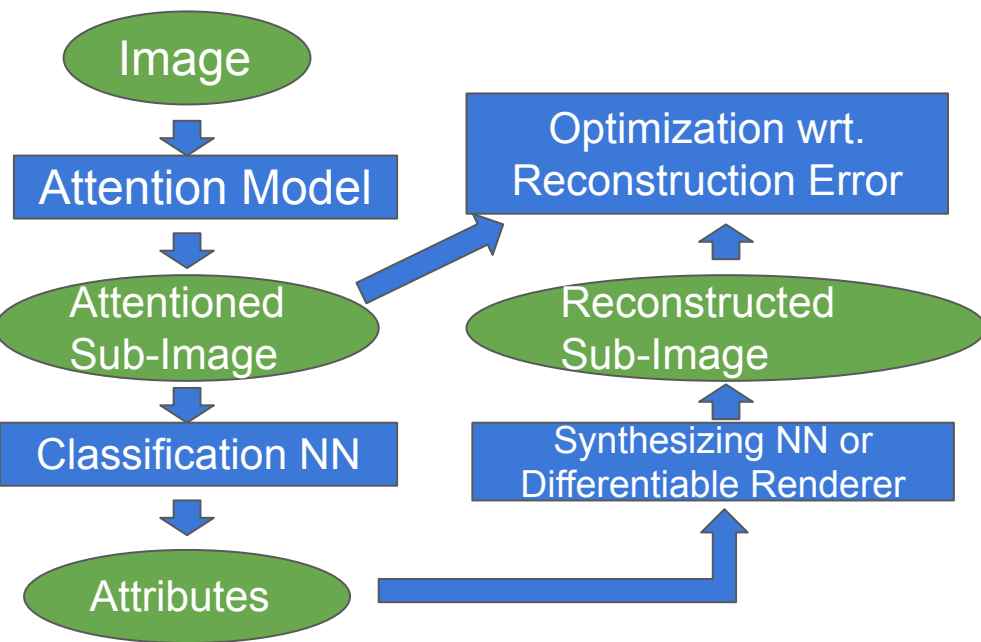 Image
Attention Model
Attentioned
Sub-Image
Classification NN
Attributes
Optimization wrt.
Reconstruction Error
Reconstructed
Sub-Image
Synthesizing NN or
Differentiable Renderer